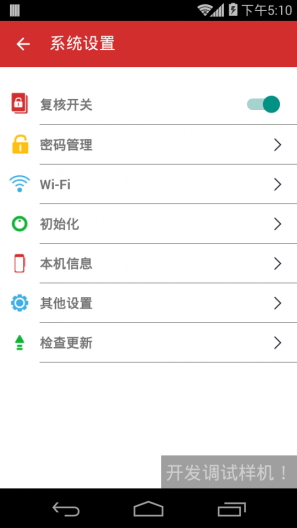 下午5:10
系统设置
复核开关
密码管理
Wi-Fi
初始化
本机信息
其他设置
检查更新
开发调试样机！